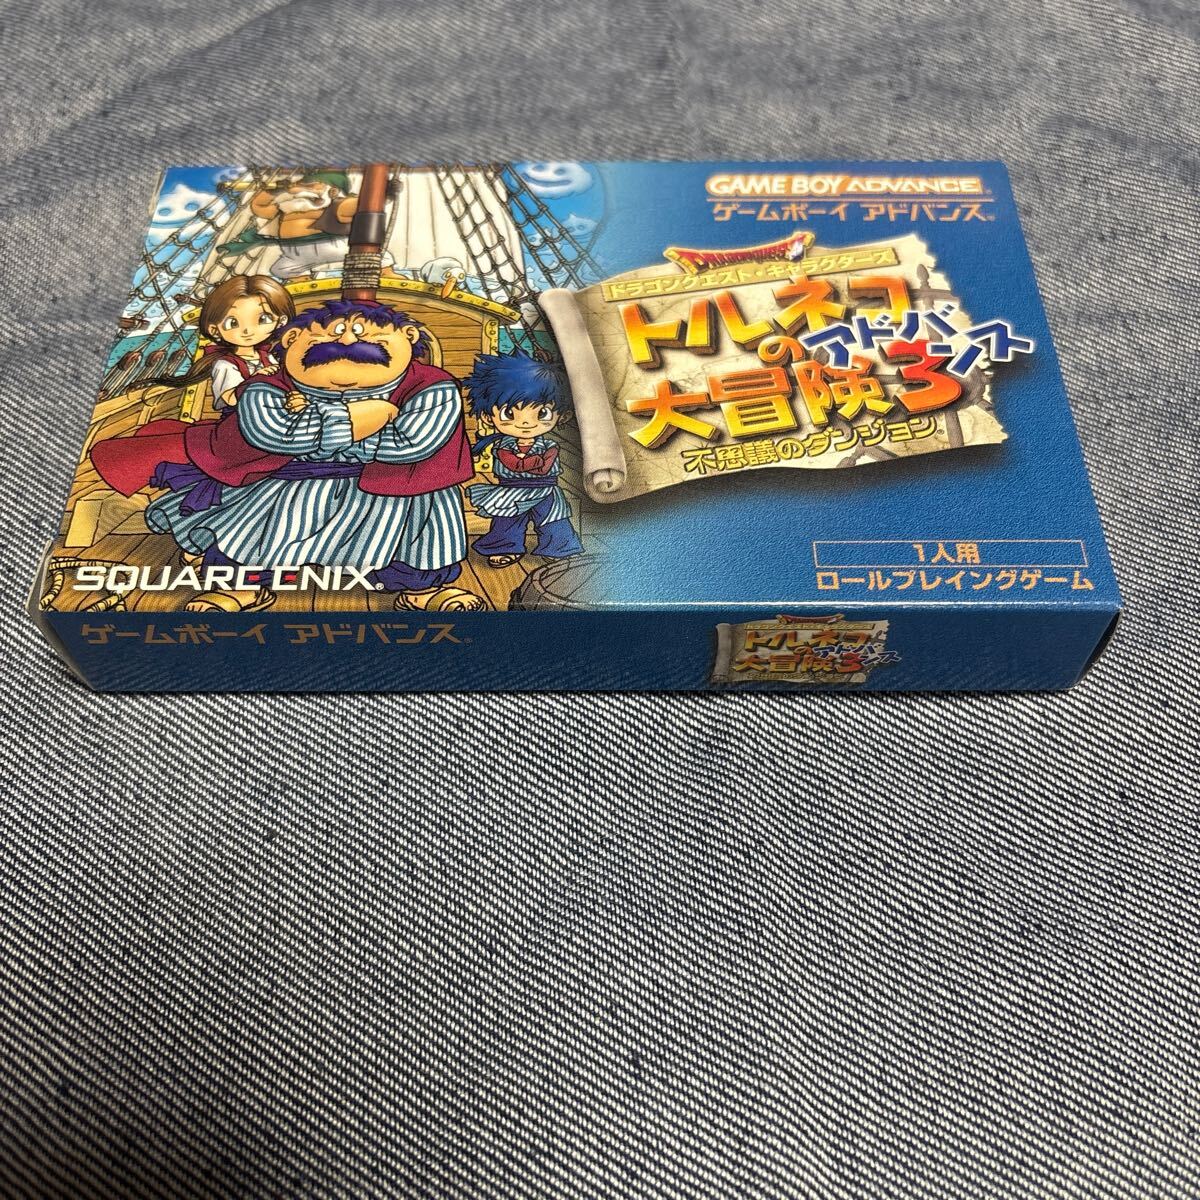 GAME BOY ADVANCE
ゲームボーイ アドバンス
DRAGON QUEST
ドラゴンクエスト・キャラクターズ
トルネコの
大冒険3
アドバンス
不思議のダンジョン
1人用
ロールプレイングゲーム
SQUARE ENIX
ゲームボーイ アドバンス
トルネコの
大冒険3
アドバンス